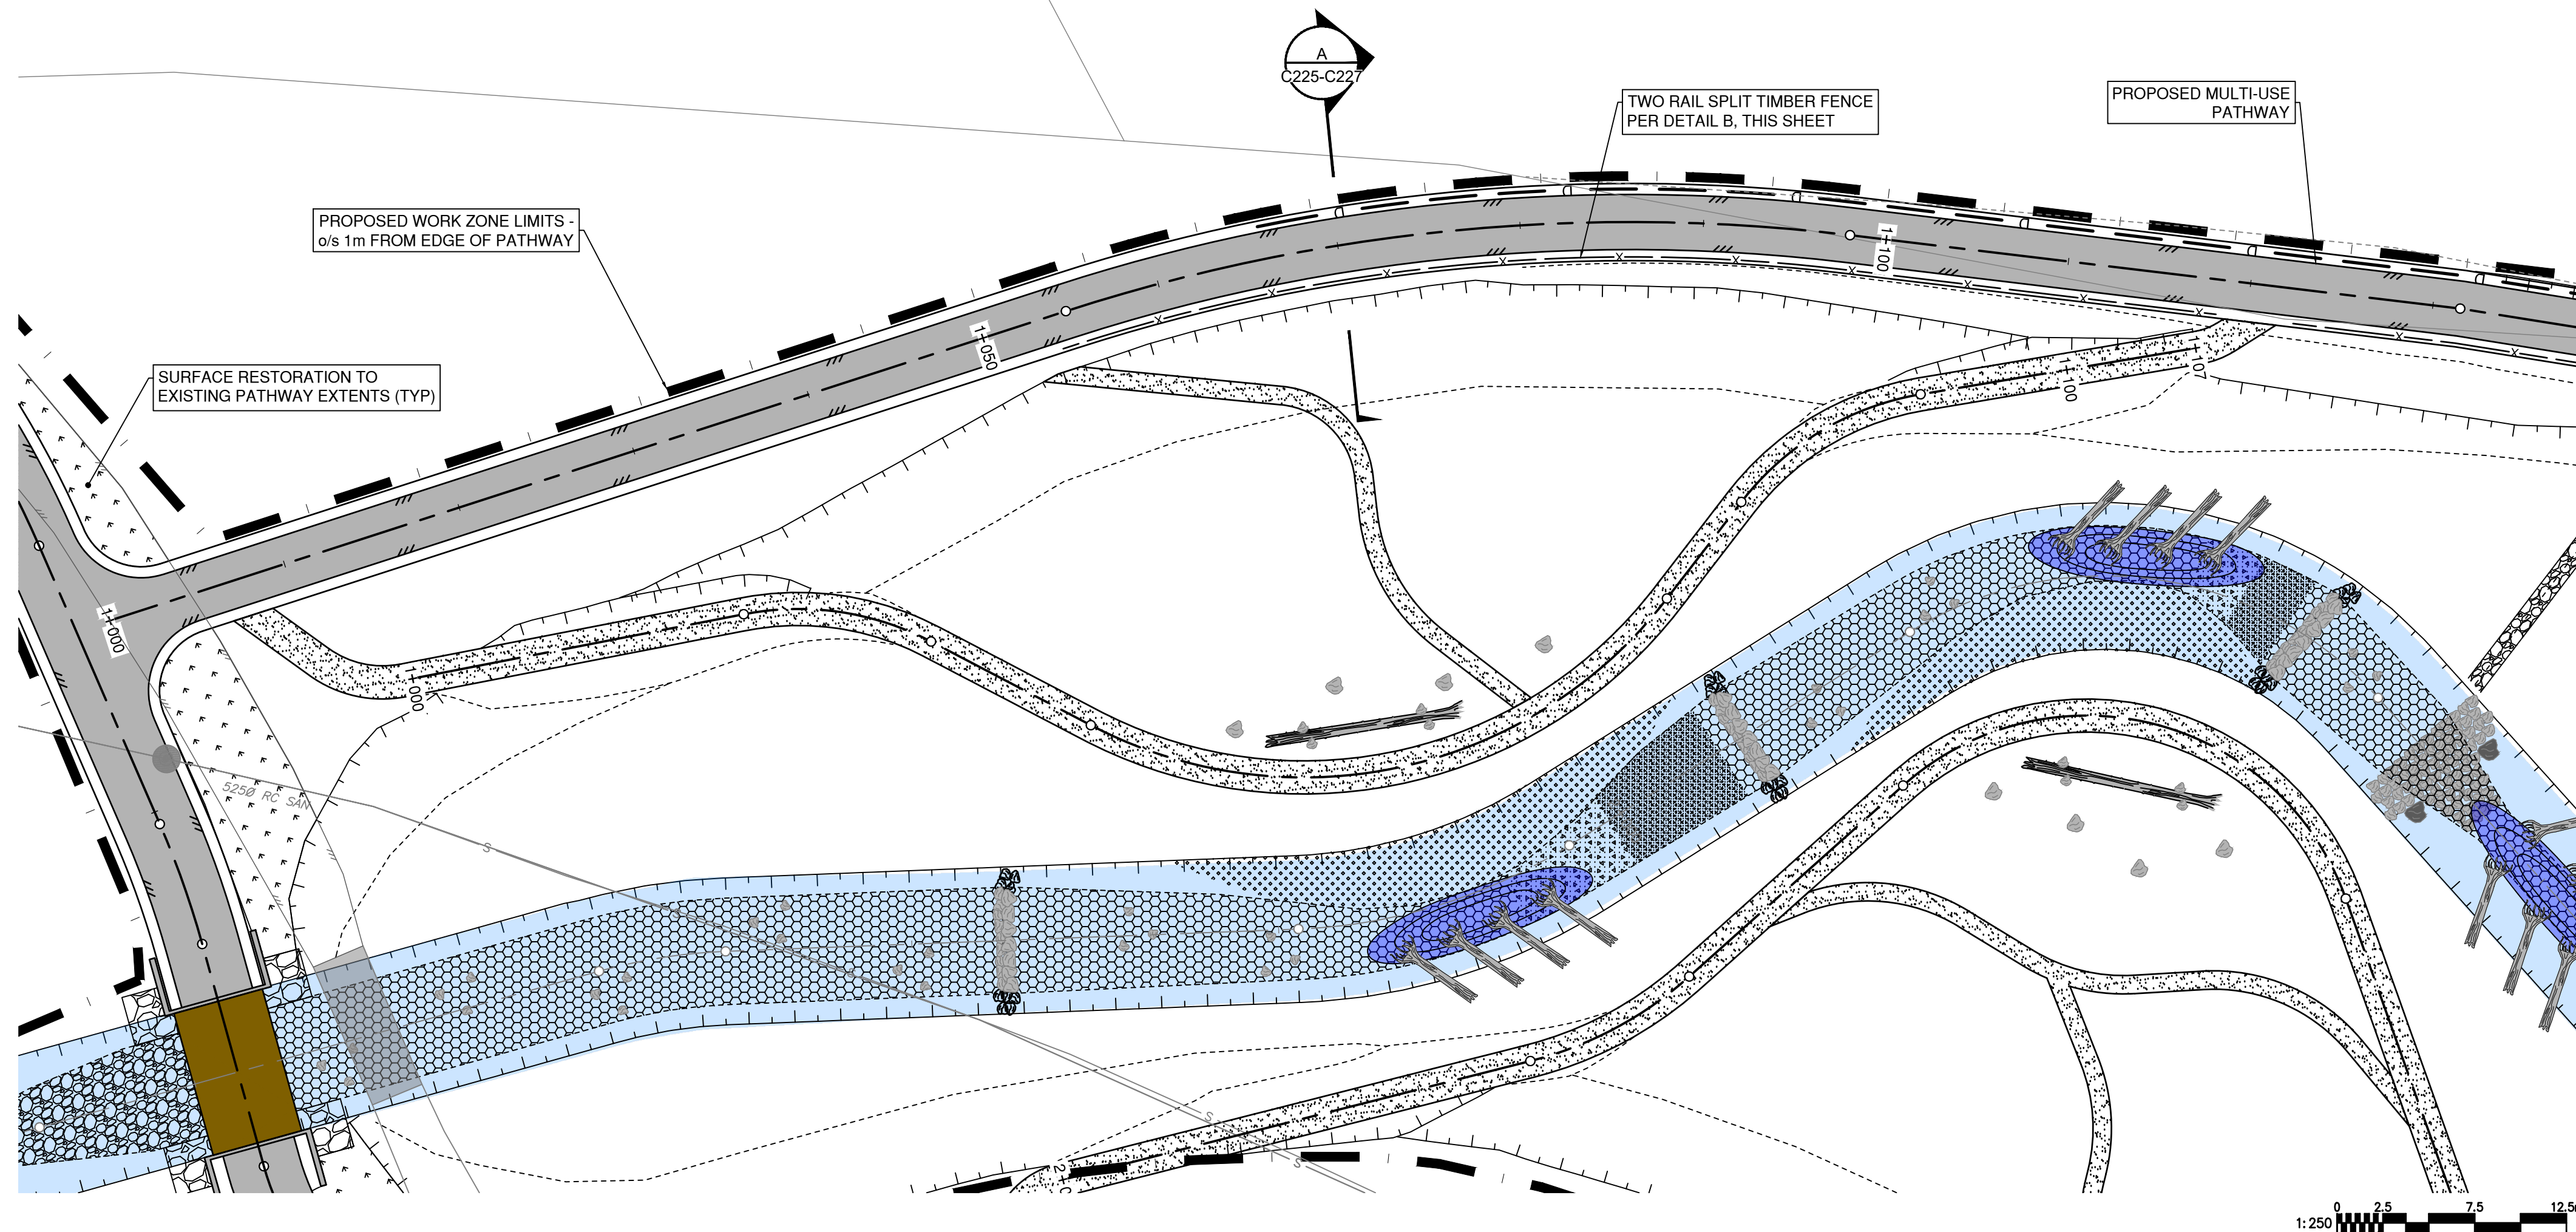 A
C225-C227
TWO RAIL SPLIT TIMBER FENCE
PER DETAIL B, THIS SHEET
PROPOSED MULTI-USE
PATHWAY
PROPOSED WORK ZONE LIMITS -
o/s 1m FROM EDGE OF PATHWAY
SURFACE RESTORATION TO
EXISTING PATHWAY EXTENTS (TYP)
1+100
1+050
1+107
1+100
1+000
1+000
525Ø RC SAN
S
S
S
S
S
S
0 2.5 7.5 12.5
1:250